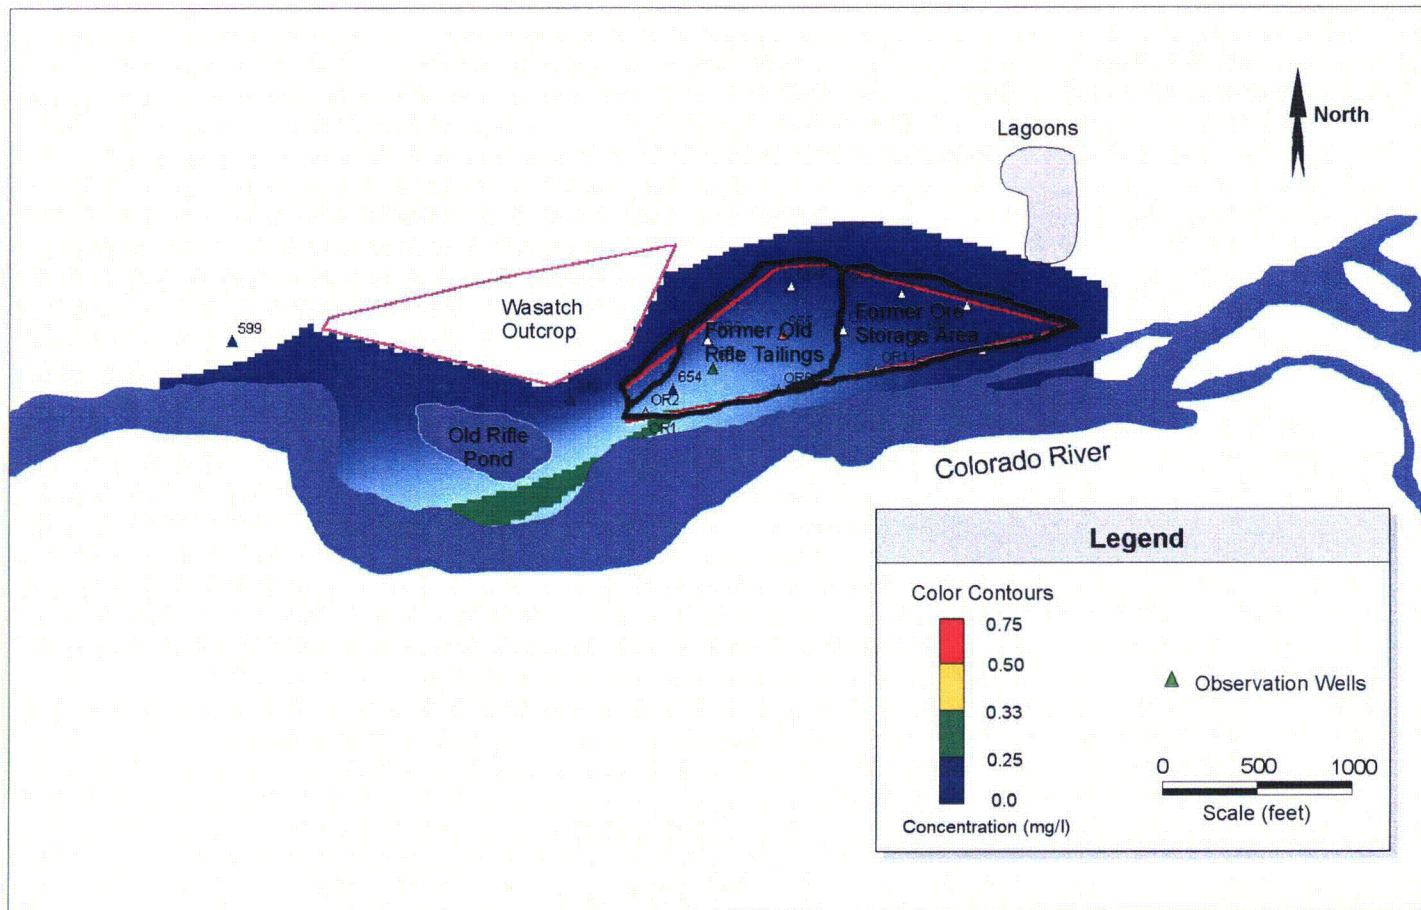 North
Lagoons
Wasatch
Outcrop
599
Former Old
Rifle Tailings
Former Ore
Storage Area
OR11
654
OR2
OR1
Old Rifle
Pond
Colorado River
Legend
Color Contours
0.75
0.50
0.33
0.25
0.0
Concentration (mg/l)
Observation Wells
0 500 1000
Scale (feet)